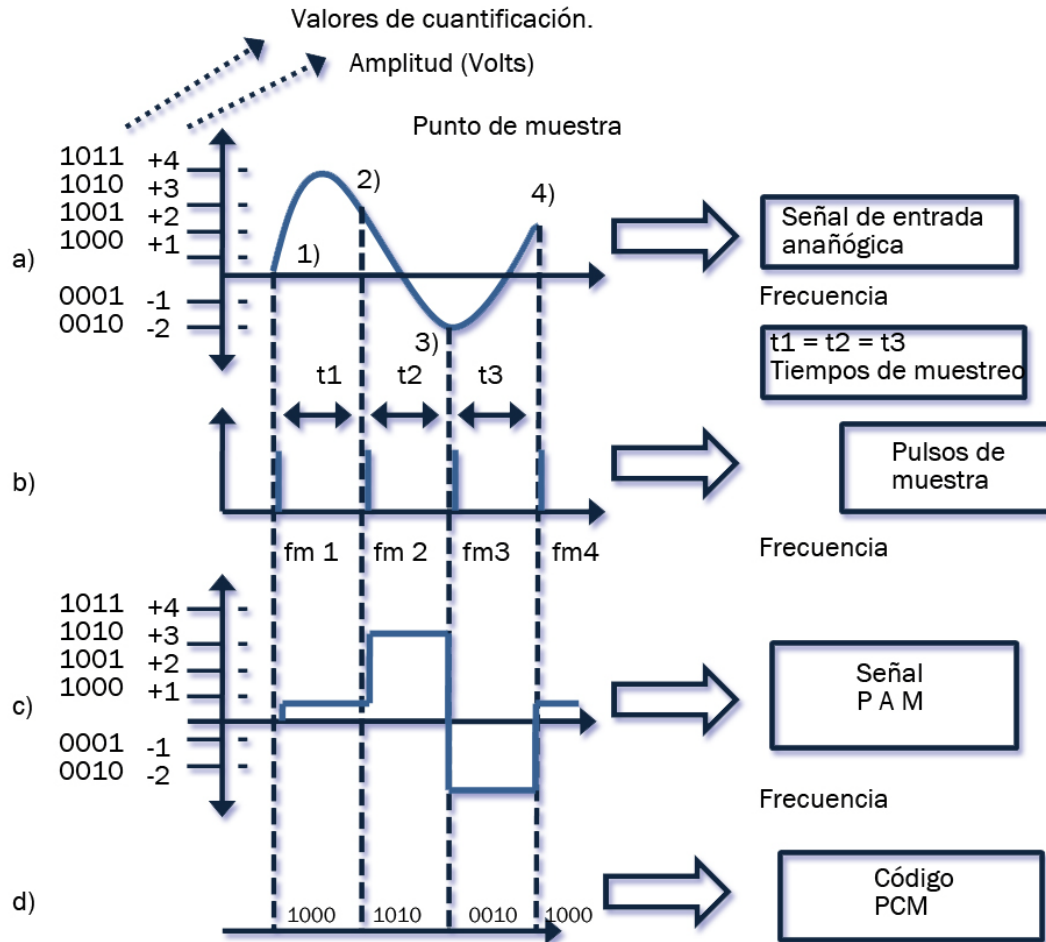 Valores de cuantificación.
Amplitud (Volts)
Punto de muestra
1011 +4
1010 +3
1001 +2
1000 +1
0001 -1
0010 -2
a)
1)
2)
3)
4)
Señal de entrada
anañógica
Frecuencia
t1 = t2 = t3
Tiempos de muestreo
t1 t2 t3
b)
Pulsos de
muestra
fm 1 fm 2 fm3 fm4
Frecuencia
1011 +4
1010 +3
1001 +2
1000 +1
0001 -1
0010 -2
c)
Señal
P A M
Frecuencia
d)
1000 1010 0010 1000
Código
PCM